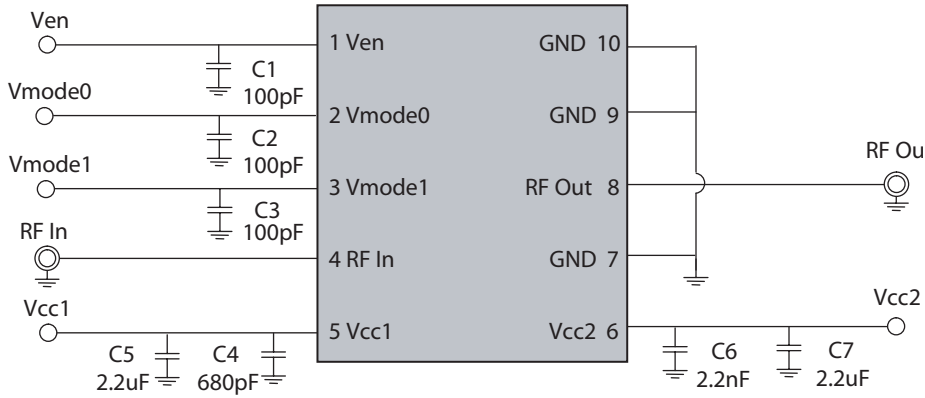 Ven
1 Ven
GND 10
C1
100pF
Vmode0
2 Vmode0
GND 9
C2
100pF
RF Ou
Vmode1
3 Vmode1
RF Out 8
C3
100pF
RF In
4 RF In
GND 7
Vcc1
Vcc2
5 Vcc1
Vcc2 6
C5
2.2uF
C4
680pF
C6
2.2nF
C7
2.2uF